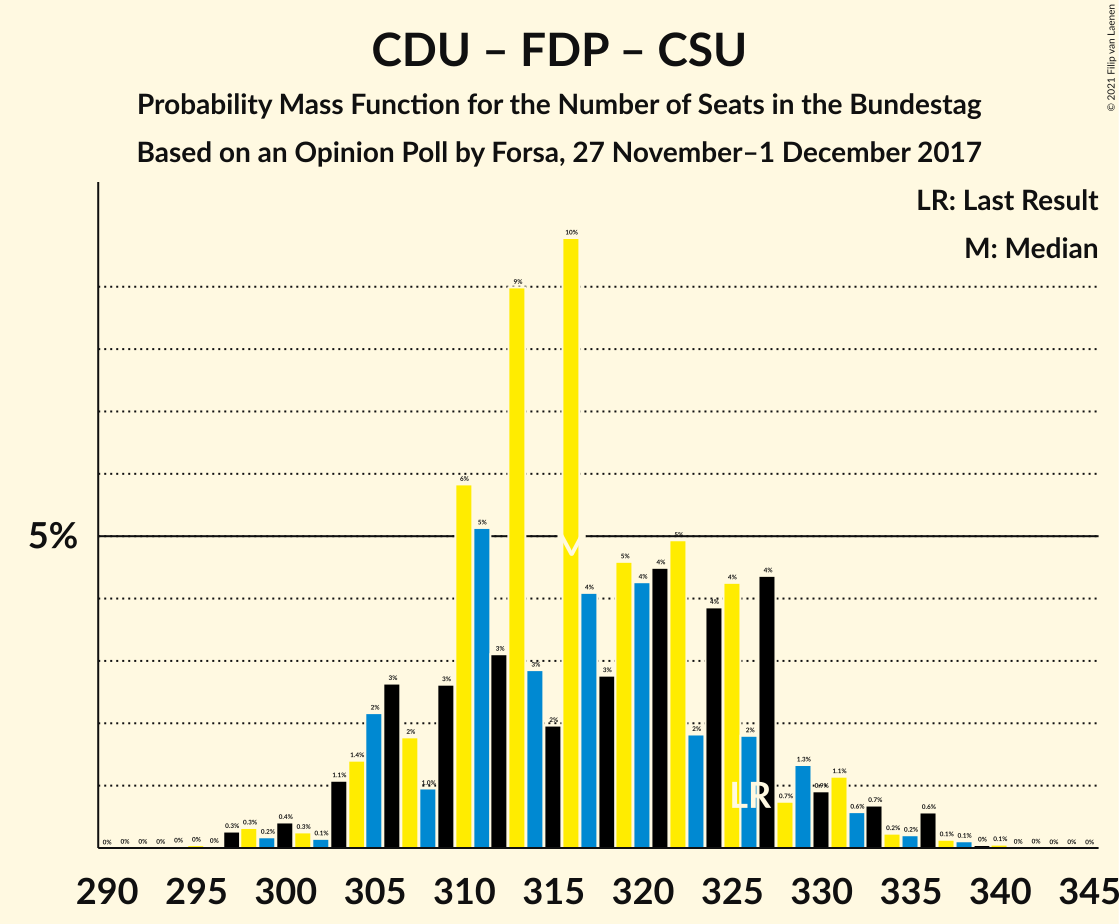 CDU – FDP – CSU
Probability Mass Function for the Number of Seats in the Bundestag
Based on an Opinion Poll by Forsa, 27 November–1 December 2017
© 2021 Filip van Laenen
LR: Last Result
M: Median
5%
0% 0% 0% 0% 0% 0% 0% 0.3% 0.3% 0.2% 0.4% 0.3% 0.1% 1.1% 1.4% 2% 3% 2% 1.0% 3% 6% 5% 3% 9% 3% 2% 10% 4% 3% 5% 4% 4% 5% 2% 4% 4% 2% 4% 0.7% 1.3% 0.9% 1.1% 0.6% 0.7% 0.2% 0.2% 0.6% 0.1% 0.1% 0% 0.1% 0% 0% 0% 0% 0%
M
LR
290 295 300 305 310 315 320 325 330 335 340 345